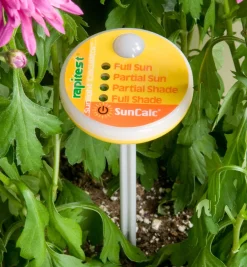 rapitest
Full Sun
Partial Sun
Partial Shade
Full Shade
SunCalc